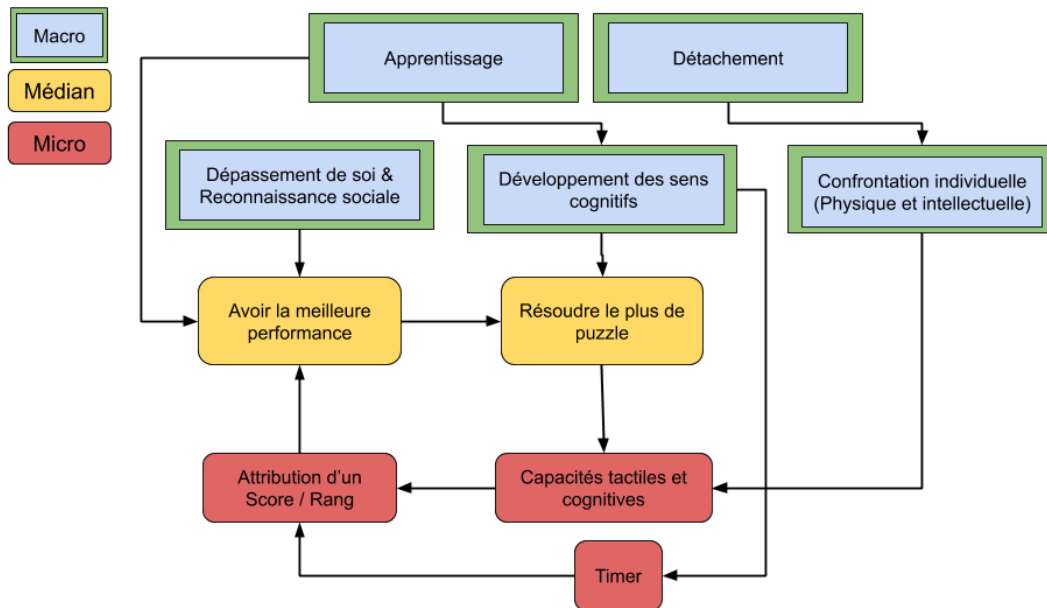 Macro
Médian
Micro
Apprentissage
Détachement
Dépassement de soi &
Reconnaissance sociale
Développement des sens
cognitifs
Confrontation individuelle
(Physique et intellectuelle)
Avoir la meilleure
performance
Résoudre le plus de
puzzle
Attribution d'un
Score / Rang
Capacités tactiles et
cognitives
Timer